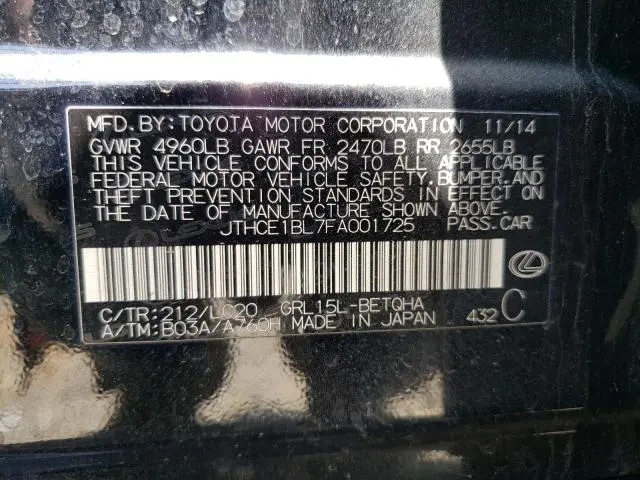 MFD.BY:TOYOTA MOTOR CORPORATION 11/14
GVWR 4960LB GAWR FR 2470LB RR 2655LB
THIS VEHICLE CONFORMS TO ALL APPLICABLE
FEDERAL MOTOR VEHICLE SAFETY, BUMPER, AND
THEFT PREVENTION STANDARDS IN EFFECT ON
THE DATE OF MANUFACTURE SHOWN ABOVE.
JTHCE1BL7FA001725 PASS.CAR
C/TR:212/LC20 GRL15L-BETQHA
A/TM:B03A/A760H MADE IN JAPAN 432 C